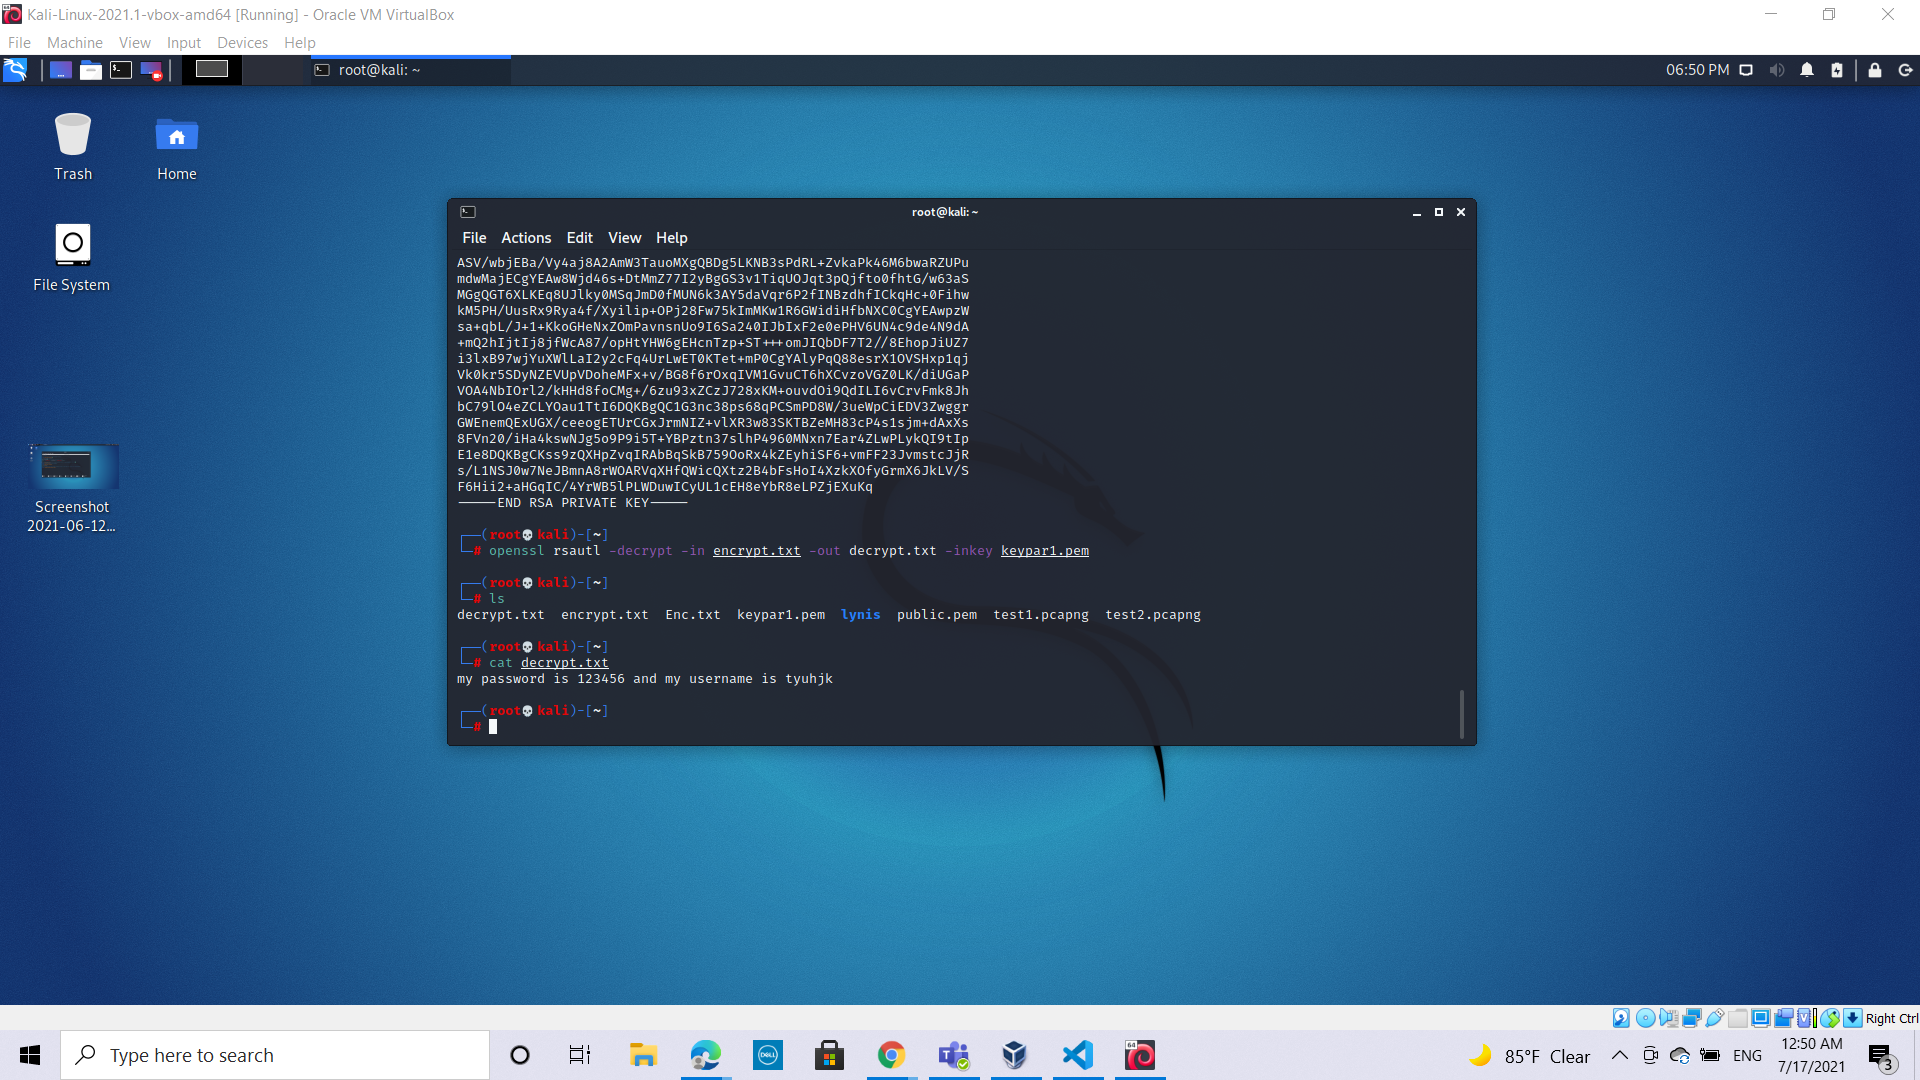 Kali-Linux-2021.1-vbox-amd64 [Running] - Oracle VM VirtualBox
File Machine View Input Devices Help
root@kali: ~
06:50 PM
Trash
Home
File System
Screenshot
2021-06-12...
root@kali: ~
File Actions Edit View Help
ASV/wbjEBa/Vy4aj8A2AmW3TauoMXgQBDg5LKNB3sPdRL+ZvkaPk46M6bwaRZUPu
mdwMajECgYEAw8Wjd46s+DtMmZ77I2yBgGS3v1TiqUOJqt3pQjfto0fhtG/w63aS
MGgQGT6XLKEq8UJlky0MSqJmD0fMUN6k3AY5daVqr6P2fINBzdhfICkqHc+0Fihw
kM5PH/UusRx9Rya4f/Xyilip+OPj28Fw75kImMKw1R6GWidiHfbNXC0CgYEAwpzW
sa+qbL/J+1+KkoGHeNxZOmPavnsnUo9I6Sa240IJbIxF2e0ePHV6UN4c9de4N9dA
+mQ2hIjtIj8jfWcA87/opHtYHW6gEHcnTzp+ST+++omJIQbDF7T2//8EhopJiUZ7
i3lxB97wjYuXWlLaI2y2cFq4UrLwET0KTet+mP0CgYAlyPqQ88esrX1OVSHxp1qj
Vk0kr5SDyNZEVUpVDoheMFx+v/BG8f6rOxqIVM1GvuCT6hXCvzoVGZ0LK/diUGaP
VOA4NbIOrl2/kHHd8foCMg+/6zu93xZCzJ728xKM+ouvdOi9QdILI6vCrvFmk8Jh
bC79lO4eZCLYOau1TtI6DQKBgQC1G3nc38ps68qPCSmPD8W/3ueWpCiEDV3Zwggr
GWEnemQExUGX/ceeogETUrCGxJrmNIZ+vlXR3w83SKTBZeMH83cP4s1sjm+dAxXs
8FVn20/iHa4kswNJg5o9P9i5T+YBPztn37slhP4960MNxn7Ear4ZLwPLykQI9tIp
E1e8DQKBgCKss9zQXHpZvqIRAbBqSkB759OoRx4kZEyhiSF6+vmFF23JvmstcJjR
s/L1NSJ0w7NeJBmnA8rWOARVqXHfQWicQXtz2B4bFsHoI4XzkXOfyGrmX6JkLV/S
F6Hii2+aHGqIC/4YrWB5lPLWDuwICyUL1cEH8eYbR8eLPZjEXuKq
-----END RSA PRIVATE KEY-----
┌──(root💀kali)-[~]
└─# openssl rsautl -decrypt -in encrypt.txt -out decrypt.txt -inkey keypar1.pem
┌──(root💀kali)-[~]
└─# ls
decrypt.txt encrypt.txt Enc.txt keypar1.pem lynis public.pem test1.pcapng test2.pcapng
┌──(root💀kali)-[~]
└─# cat decrypt.txt
my password is 123456 and my username is tyuhjk
┌──(root💀kali)-[~]
└─#
Right Ctrl
Type here to search
85°F Clear
ENG
12:50 AM
7/17/2021
3